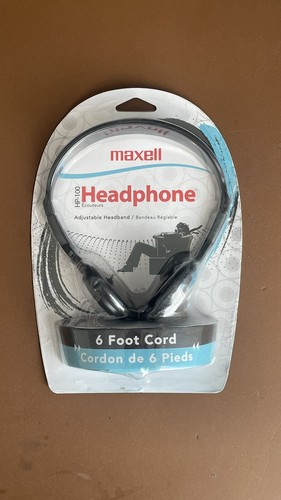 maxell
HP-100
Headphone
Écouteurs
Adjustable Headband / Bandeau Réglable
6 Foot Cord
Cordon de 6 Pieds